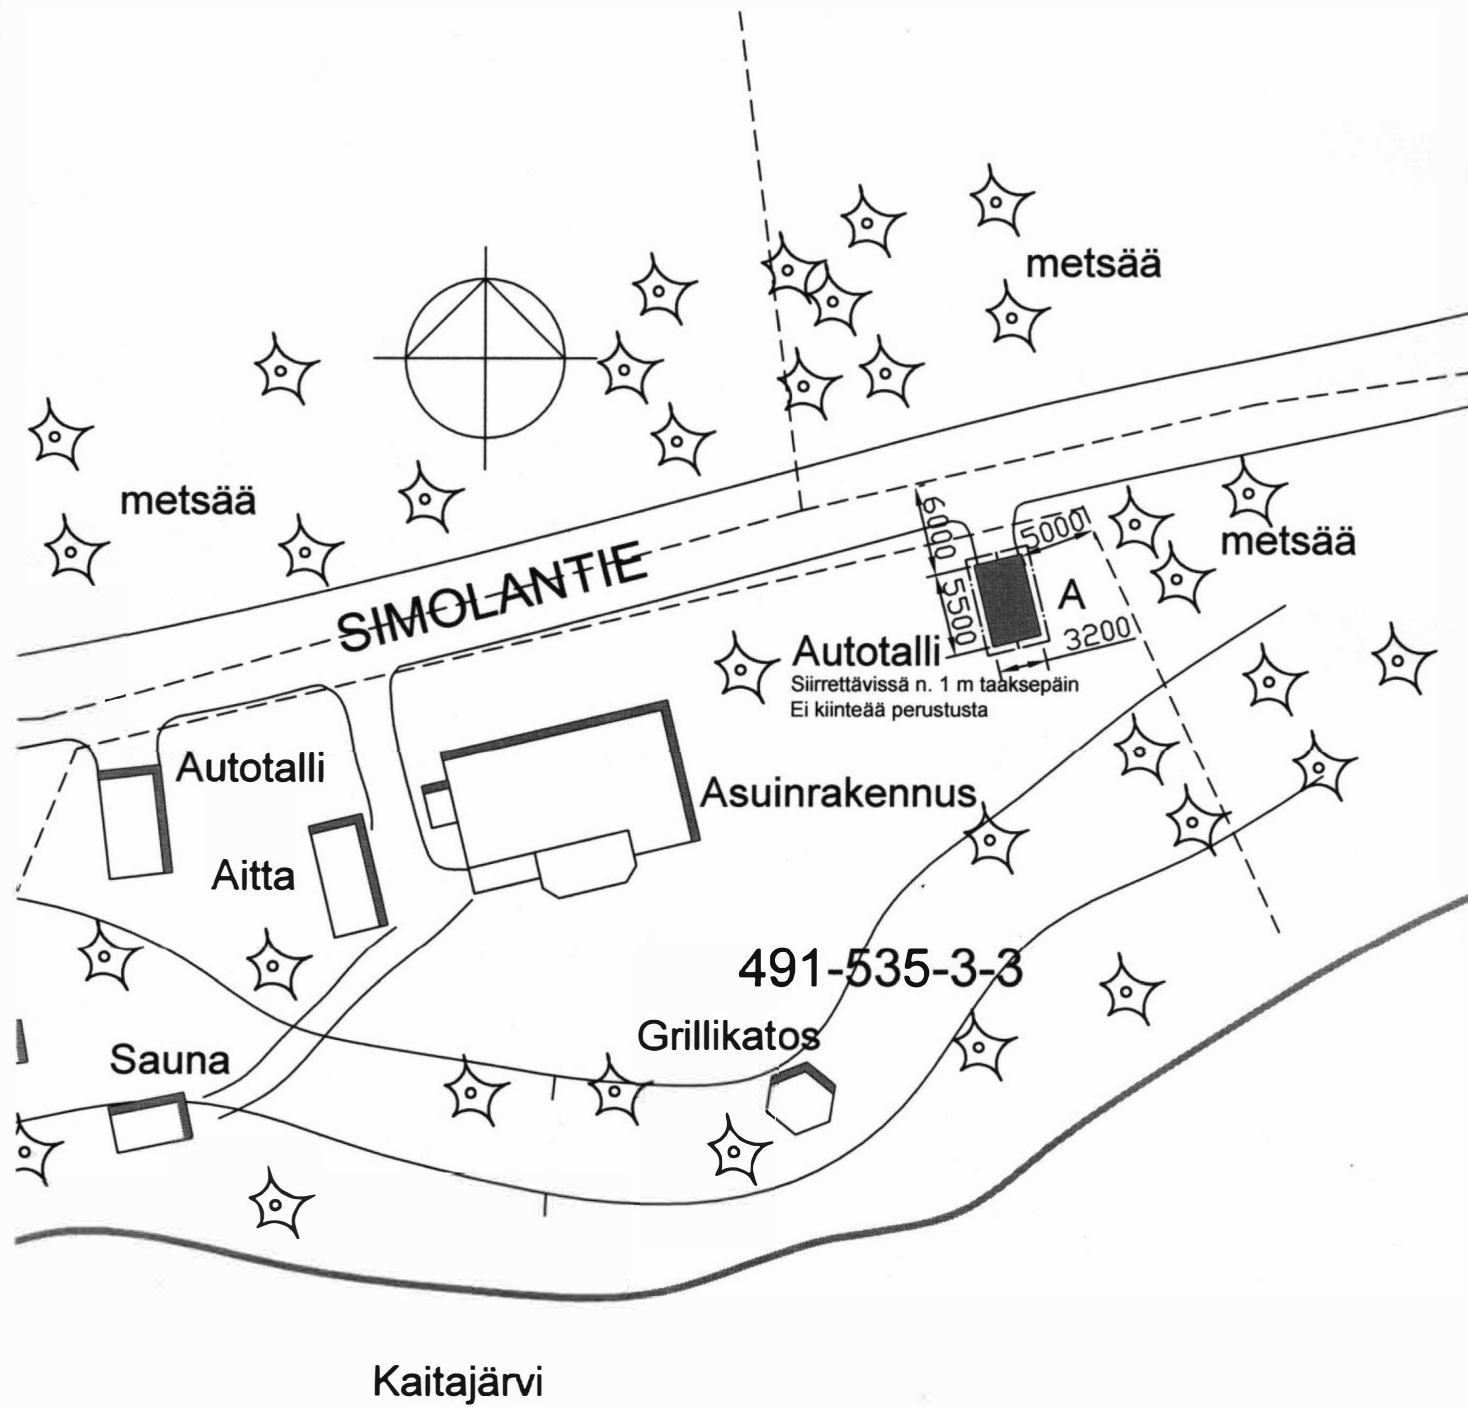 metsää
metsää
SIMOLANTIE
6000
5000
metsää
5500
A
3200
Autotalli
Siirrettävissä n. 1 m taaksepäin
Ei kiinteää perustusta
Autotalli
Asuinrakennus
Aitta
491-535-3-3
Grillikatos
Sauna
Kaitajärvi